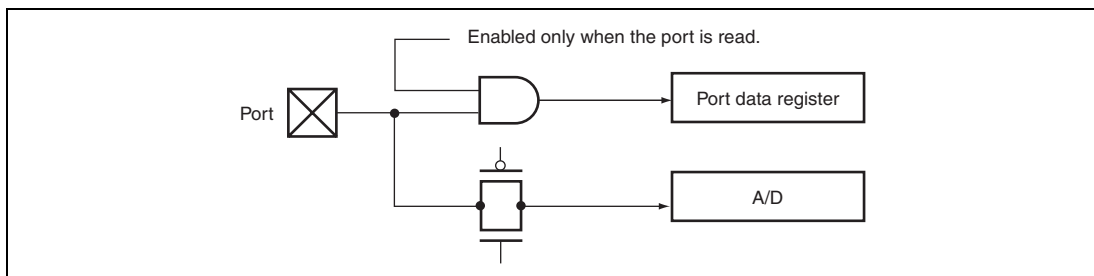 Enabled only when the port is read.
Port
Port data register
A/D